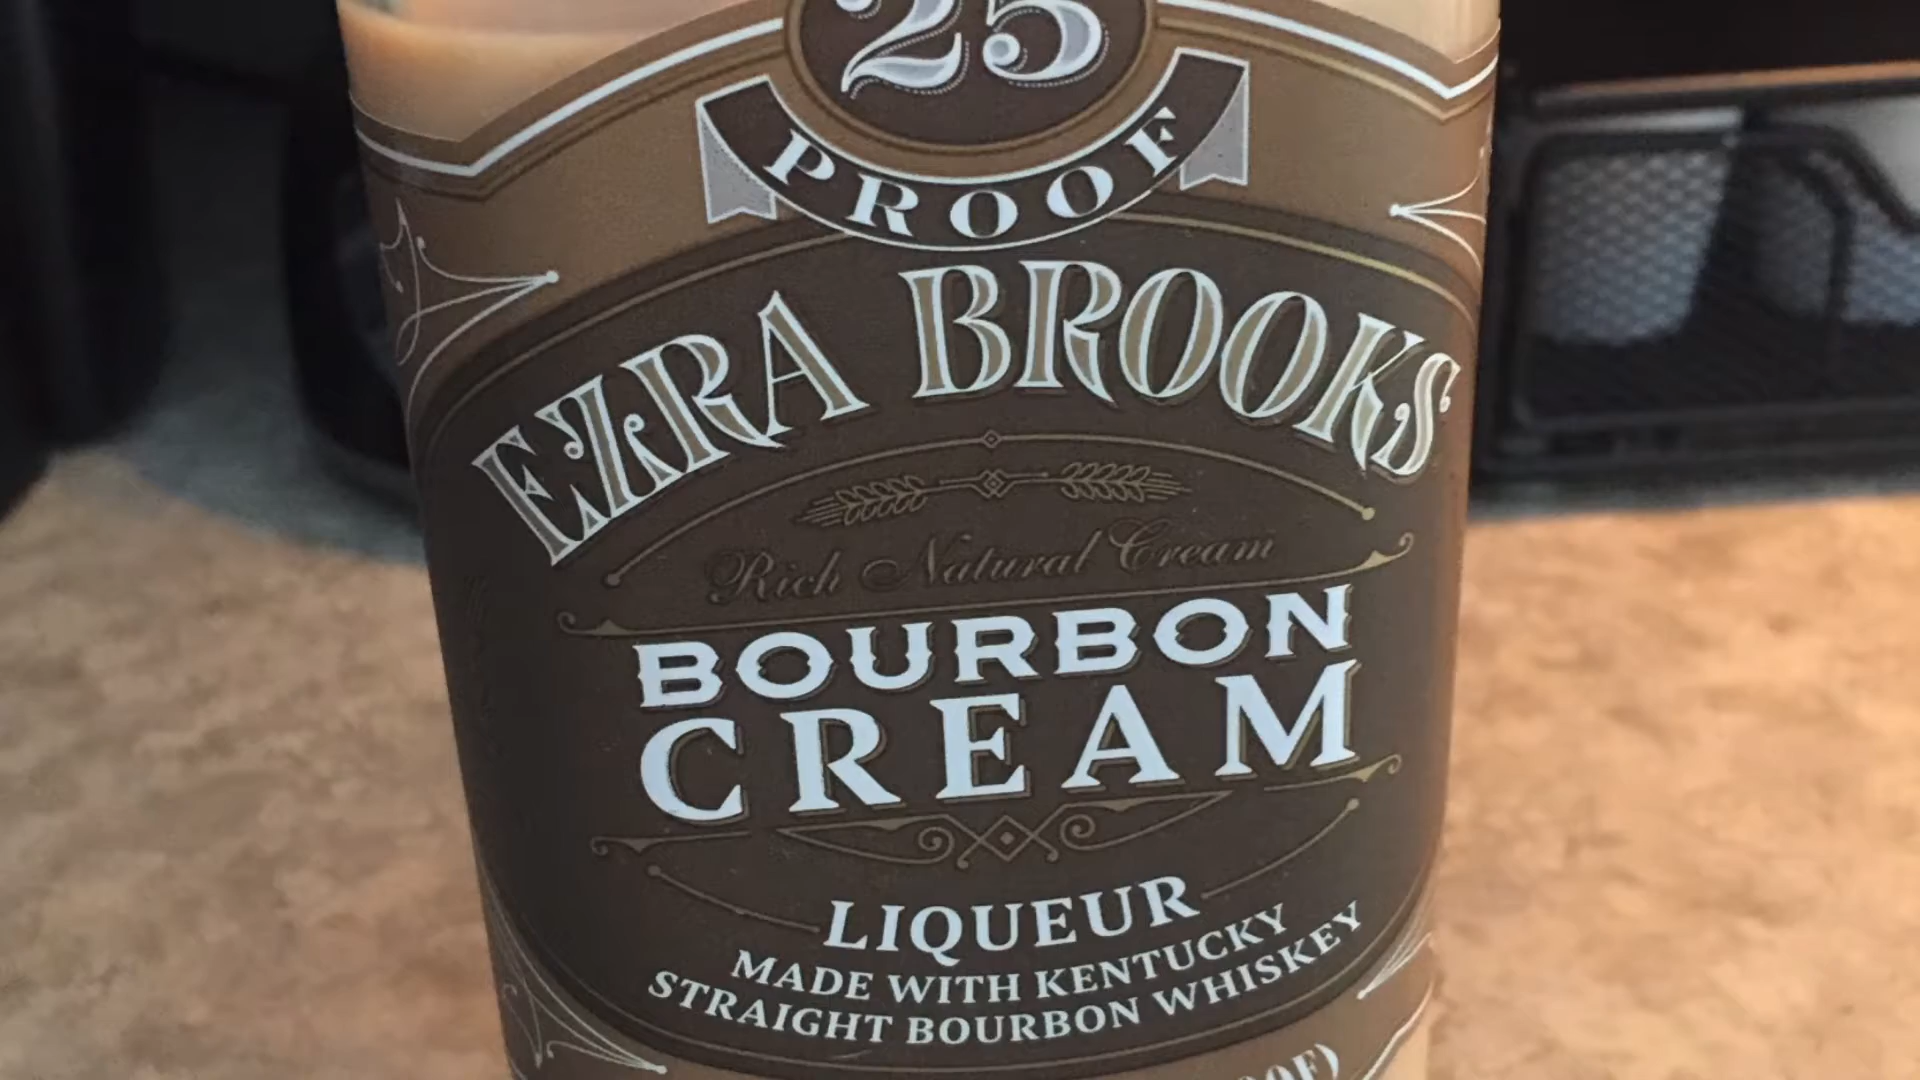 25
PROOF
EZRA BROOKS
Rich Natural Cream
BOURBON
CREAM
LIQUEUR
MADE WITH KENTUCKY
STRAIGHT BOURBON WHISKEY